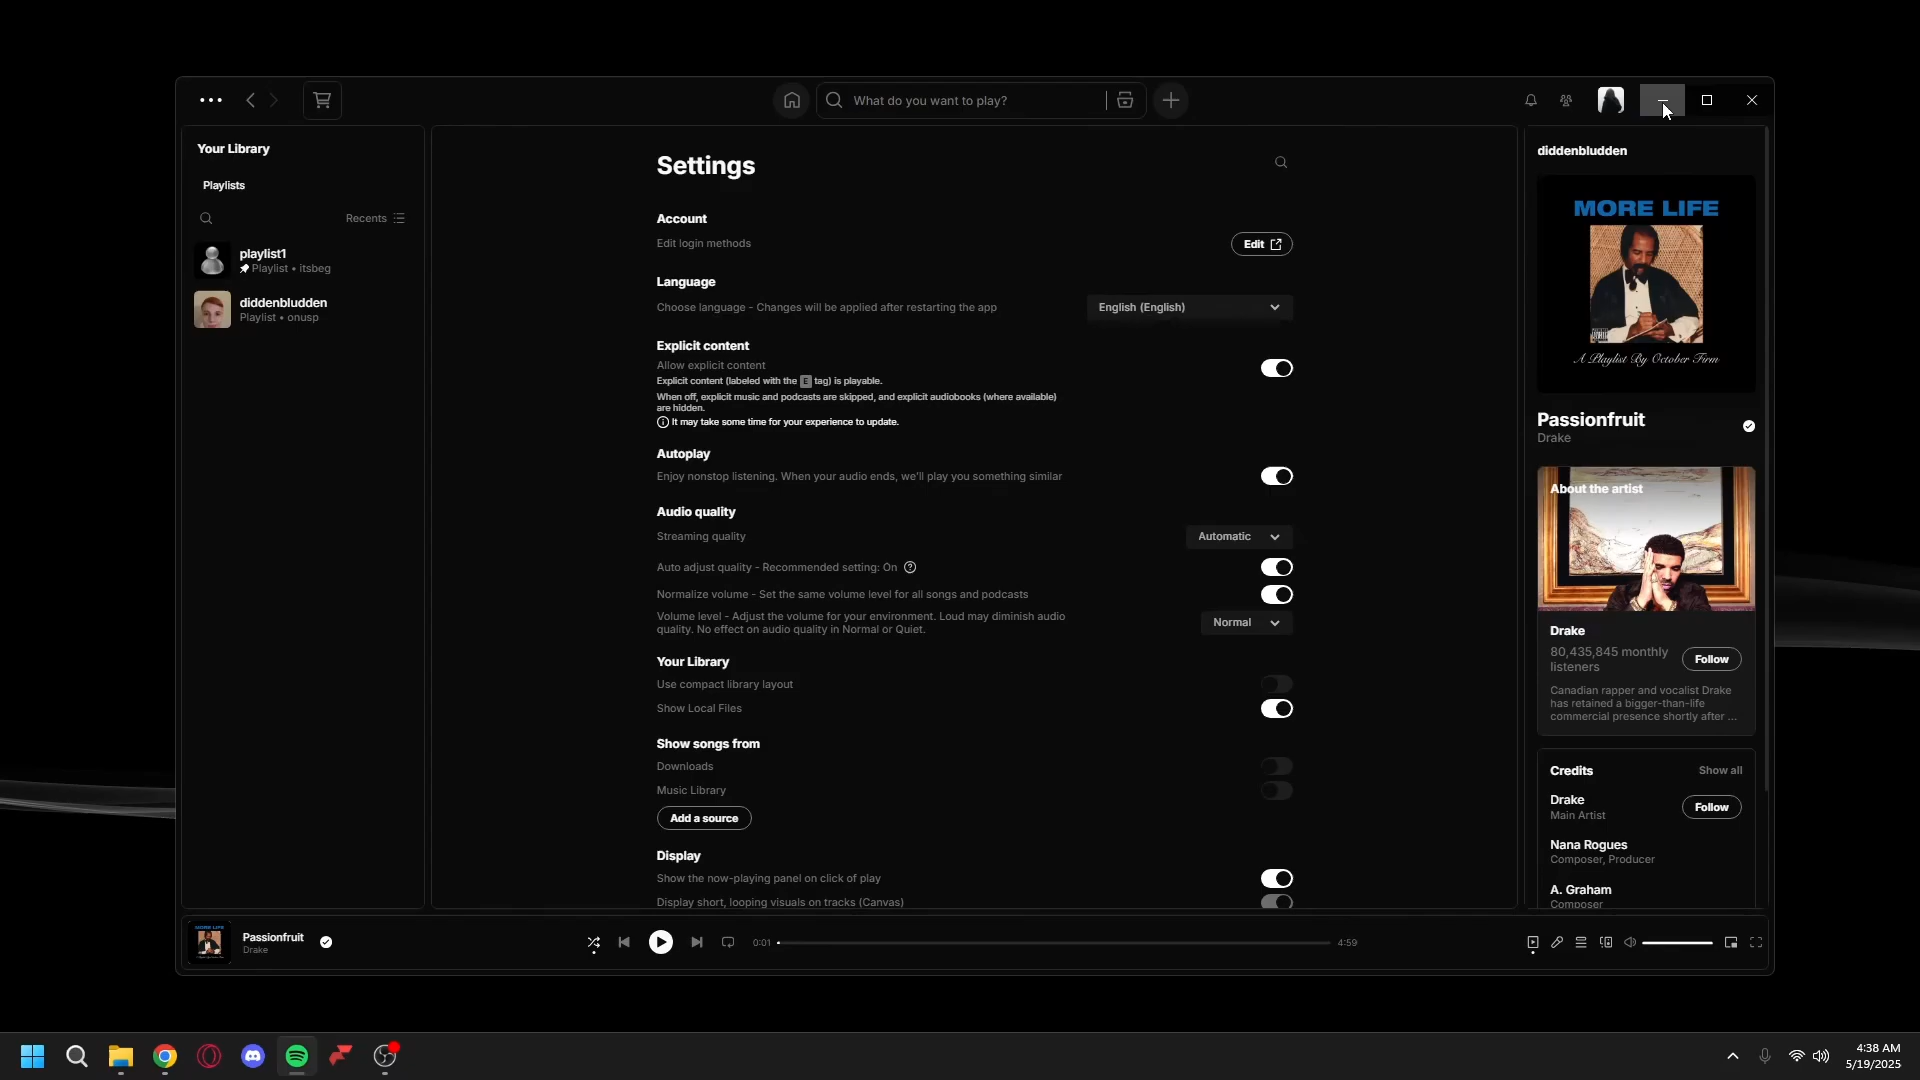 What do you want to play?
Your Library
Playlists
Recents
playlist1
Playlist • itsbeg
diddenbludden
Playlist • onusp
Settings
Account
Edit login methods
Edit
Language
Choose language - Changes will be applied after restarting the app
English (English)
Explicit content
Allow explicit content
Explicit content (labeled with the E tag) is playable.
When off, explicit music and podcasts are skipped, and explicit audiobooks (where available)
are hidden.
It may take some time for your experience to update.
Autoplay
Enjoy nonstop listening. When your audio ends, we'll play you something similar
Audio quality
Streaming quality
Automatic
Auto adjust quality - Recommended setting: On
Normalize volume - Set the same volume level for all songs and podcasts
Volume level - Adjust the volume for your environment. Loud may diminish audio
quality. No effect on audio quality in Normal or Quiet.
Normal
Your Library
Use compact library layout
Show Local Files
Show songs from
Downloads
Music Library
Add a source
Display
Show the now-playing panel on click of play
Display short, looping visuals on tracks (Canvas)
diddenbludden
MORE LIFE
A Playlist By October Firm
Passionfruit
Drake
About the artist
Drake
80,435,845 monthly
listeners
Follow
Canadian rapper and vocalist Drake
has retained a bigger-than-life
commercial presence shortly after ...
Credits
Show all
Drake
Main Artist
Follow
Nana Rogues
Composer, Producer
A. Graham
Composer
MORE LIFE
Passionfruit
Drake
0:01
4:59
4:38 AM
5/19/2025